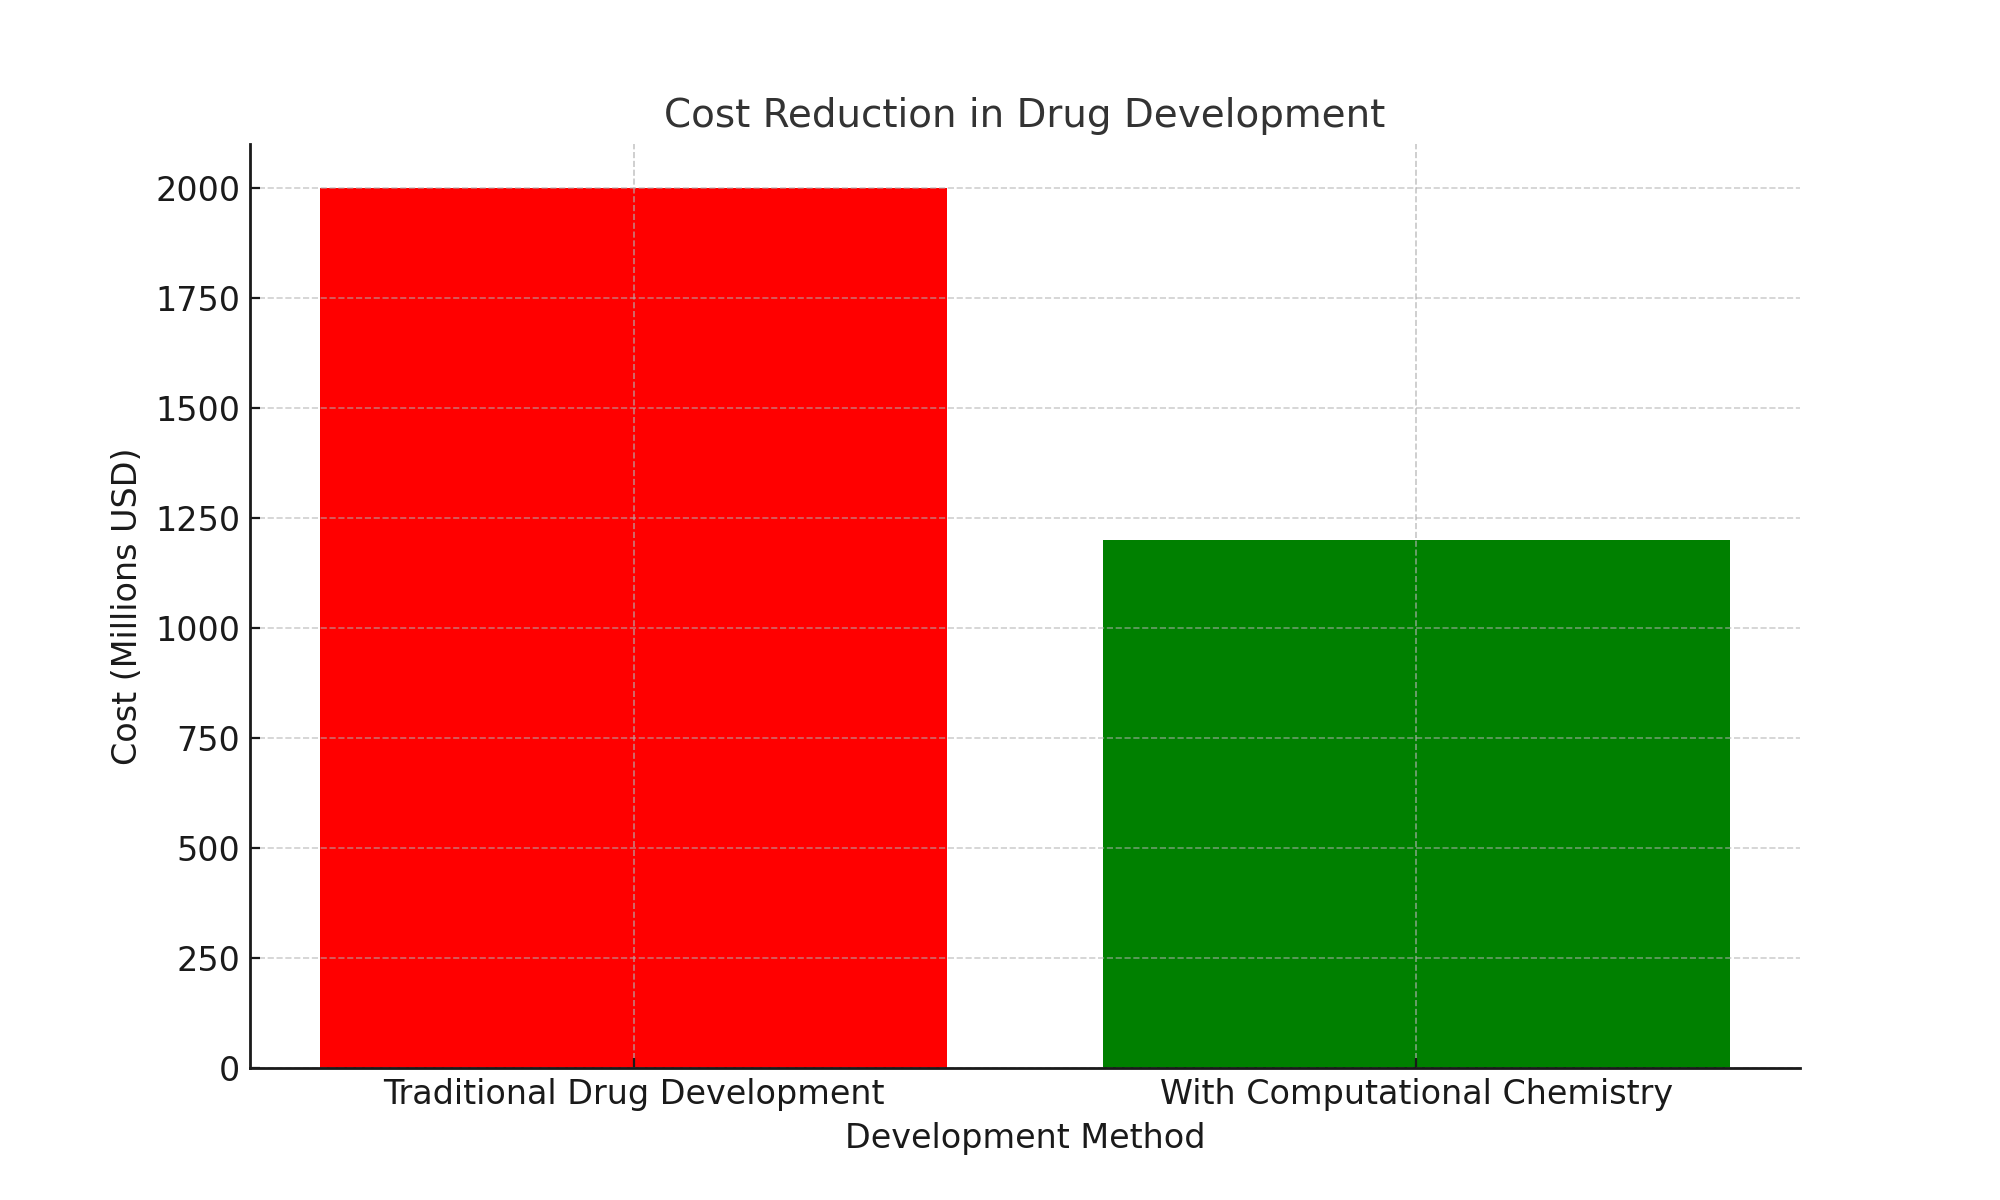 Cost Reduction in Drug Development
Cost (Millions USD)
2000
1750
1500
1250
1000
750
500
250
0
Traditional Drug Development
With Computational Chemistry
Development Method